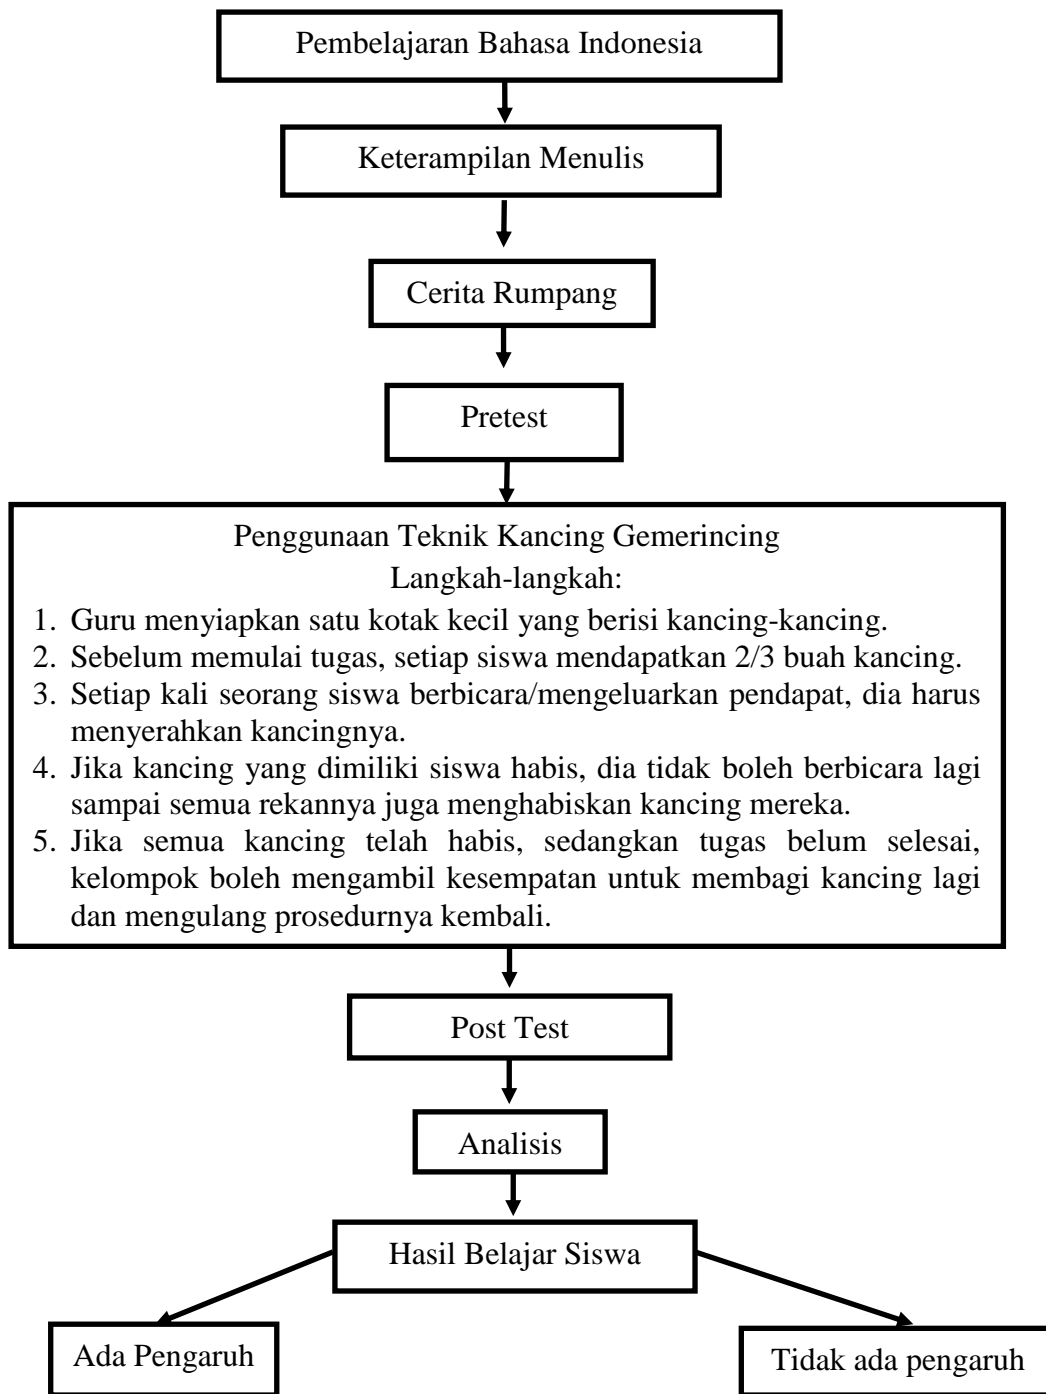 Pembelajaran Bahasa Indonesia
Keterampilan Menulis
Cerita Rumpang
Pretest
Penggunaan Teknik Kancing Gemerincing
Langkah-langkah:
1. Guru menyiapkan satu kotak kecil yang berisi kancing-kancing.
2. Sebelum memulai tugas, setiap siswa mendapatkan 2/3 buah kancing.
3. Setiap kali seorang siswa berbicara/mengeluarkan pendapat, dia harus
menyerahkan kancingnya.
4. Jika kancing yang dimiliki siswa habis, dia tidak boleh berbicara lagi
sampai semua rekannya juga menghabiskan kancing mereka.
5. Jika semua kancing telah habis, sedangkan tugas belum selesai,
kelompok boleh mengambil kesempatan untuk membagi kancing lagi
dan mengulang prosedurnya kembali.
Post Test
Analisis
Hasil Belajar Siswa
Ada Pengaruh
Tidak ada pengaruh